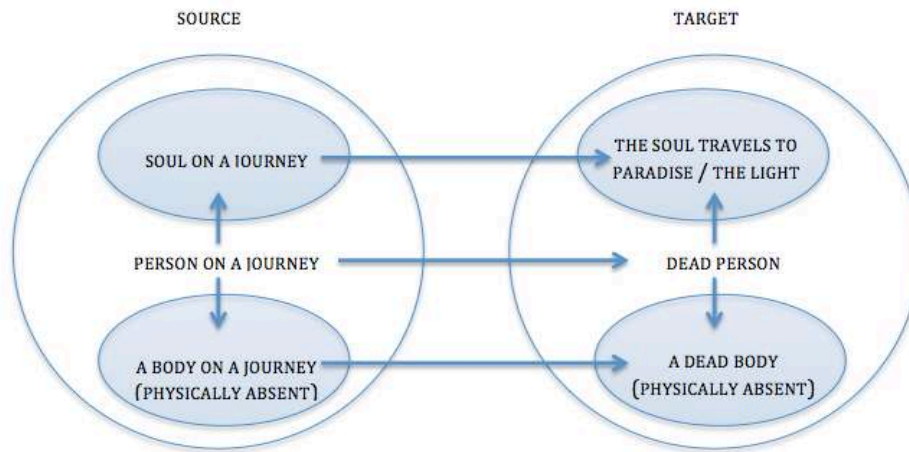 SOURCE
TARGET
SOUL ON A JOURNEY
THE SOUL TRAVELS TO
PARADISE / THE LIGHT
PERSON ON A JOURNEY
DEAD PERSON
A BODY ON A JOURNEY
(PHYSICALLY ABSENT)
A DEAD BODY
(PHYSICALLY ABSENT)